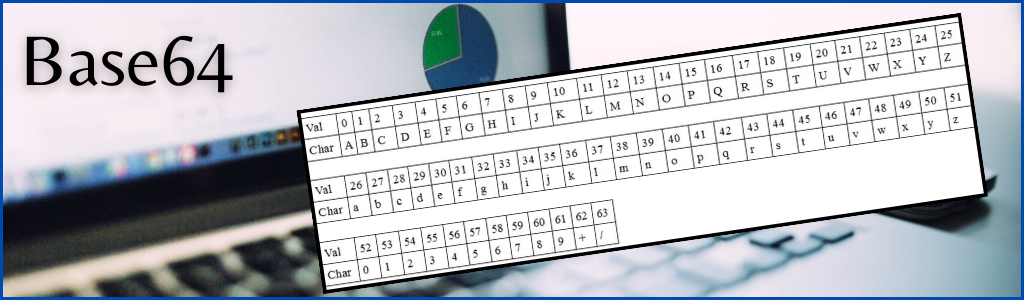 Base64
Val 0 1 2 3 4 5 6 7 8 9 10 11 12 13 14 15 16 17 18 19 20 21 22 23 24 25
Char A B C D E F G H I J K L M N O P Q R S T U V W X Y Z
Val 26 27 28 29 30 31 32 33 34 35 36 37 38 39 40 41 42 43 44 45 46 47 48 49 50 51
Char a b c d e f g h i j k l m n o p q r s t u v w x y z
Val 52 53 54 55 56 57 58 59 60 61 62 63
Char 0 1 2 3 4 5 6 7 8 9 + /